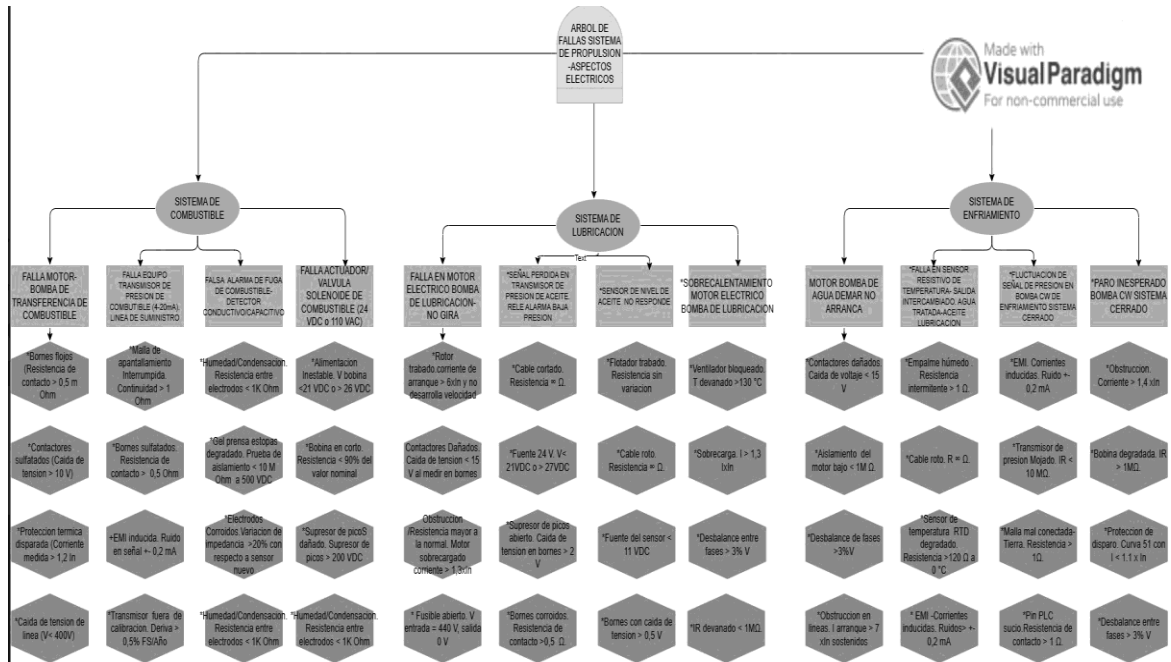 ARBOL DE
FALLAS SISTEMA
DE PROPULSION
-ASPECTOS
ELECTRICOS
Made with
VisualParadigm
For non-commercial use
SISTEMA DE
COMBUSTIBLE
SISTEMA DE
LUBRICACION
SISTEMA DE
ENFRIAMIENTO
Text
FALLA MOTOR-
BOMBA DE
TRANSFERENCIA DE
COMBUSTIBLE
FALLA EQUIPO
TRANSMISOR DE
PRESION DE
COMBUTIBLE (4-20mA),
LINEA DE SUMINISTRO
FALSA ALARMA DE FUGA
DE COMBUSTIBLE-
DETECTOR
CONDUCTIVO/CAPACITIVO
FALLA ACTUADOR/
VALVULA
SOLENOIDE DE
COMBUSTIBLE (24
VDC o 110 VAC)
FALLA EN MOTOR
ELECTRICO BOMBA
DE LUBRICACION-
NO GIRA
*SEÑAL PERDIDA EN
TRANSMISOR DE
PRESION DE ACEITE.
RELE ALARMA BAJA
PRESION
*SENSOR DE NIVEL DE
ACEITE NO RESPONDE
*SOBRECALENTAMIENTO
MOTOR ELECTRICO
BOMBA DE LUBRICACION
MOTOR BOMBA DE
AGUA DEMAR NO
ARRANCA
*FALLA EN SENSOR
RESISTIVO DE
TEMPERATURA- SALIDA
INTERCAMBIADO. AGUA
TRATADA-ACEITE
LUBRICACION
*FLUCTUACION DE
SEÑAL DE PRESION EN
BOMBA CW DE
ENFRIAMIENTO SISTEMA
CERRADO
*PARO INESPERADO
BOMBA CW SISTEMA
CERRADO
*Bornes flojos
(Resistencia de
contacto > 0,5 m
Ohm
*Malla de
apantallamiento
Interrumpida.
Continuidad > 1
Ohm
*Humedad/Condensacion.
Resistencia entre
electrodos < 1K Ohm
*Alimentacion
Inestable. V bobina
<21 VDC o > 26 VDC
*Rotor
trabado.corriente de
arranque > 6xIn y no
desarrolla velocidad
*Cable cortado.
Resistencia = Ω.
*Flotador trabado.
Resistencia sin
variacion
*Ventilador bloqueado.
T devanado >130 °C
*Contactores dañados.
Caida de voltaje < 15
V
*Empalme húmedo .
Resistencia
intermitente > 1 Ω.
*EMI. Corrientes
inducidas. Ruido +-
0,2 mA
*Obstruccion.
Corriente > 1,4 xIn
*Contactores
sulfatados (Caida de
tension > 10 V)
*Bornes sulfatados.
Resistencia de
contacto > 0,5 Ohm
*Gel prensa estopas
degradado. Prueba de
aislamiento < 10 M
Ohm a 500 VDC
*Bobina en corto.
Resistencia < 90% del
valor nominal
Contactores Dañados.
Caida de tension < 15
V al medir en bornes
*Fuente 24 V. V<
21VDC o > 27VDC
*Cable roto.
Resistencia = Ω.
*Sobrecarga. I > 1,3
IxIn
*Aislamiento del
motor bajo < 1M Ω.
*Cable roto. R = Ω.
*Transmisor de
presion Mojado. IR <
10 MΩ.
*Bobina degradada. IR
> 1MΩ.
*Proteccion termica
disparada (Corriente
medida > 1,2 In
+EMI inducida. Ruido
en señal +- 0,2 mA
*Electrodos
Corroidos.Variacion de
impedancia >20% con
respecto a sensor
nuevo
*Supresor de picoS
dañado. Supresor de
picos > 200 VDC
Obstruccion
/Resistencia mayor a
la normal. Motor
sobrecargado
corriente > 1,3xIn
*Supresor de picos
abierto. Caida de
tension en bornes > 2
V
*Fuente del sensor <
11 VDC
*Desbalance entre
fases > 3% V
*Desbalance de fases
>3%V
*Sensor de
temperatura RTD
degradado.
Resistencia >120 Ω a
0 °C
*Malla mal conectada-
Tierra. Resistencia >
1Ω.
*Proteccion de
disparo. Curva 51 con
I < 1.1 x In
*Caida de tension de
linea (V< 400V)
*Transmisor fuera de
calibracion. Deriva >
0,5% FS/Año
*Humedad/Condensacion.
Resistencia entre
electrodos < 1K Ohm
*Humedad/Condensacion.
Resistencia entre
electrodos < 1K Ohm
* Fusible abierto. V
entrada = 440 V, salida
0 V
*Bornes corroidos.
Resistencia de
contacto >0,5 Ω.
*Bornes con caida de
tension > 0,5 V
*IR devanado < 1MΩ.
*Obstruccion en
lineas. I arranque > 7
xIn sostenidos
* EMI -Corrientes
inducidas. Ruidos> +-
0,2 mA
*Pin PLC
sucio.Resistencia de
contacto > 1 Ω.
*Desbalance entre
fases > 3% V